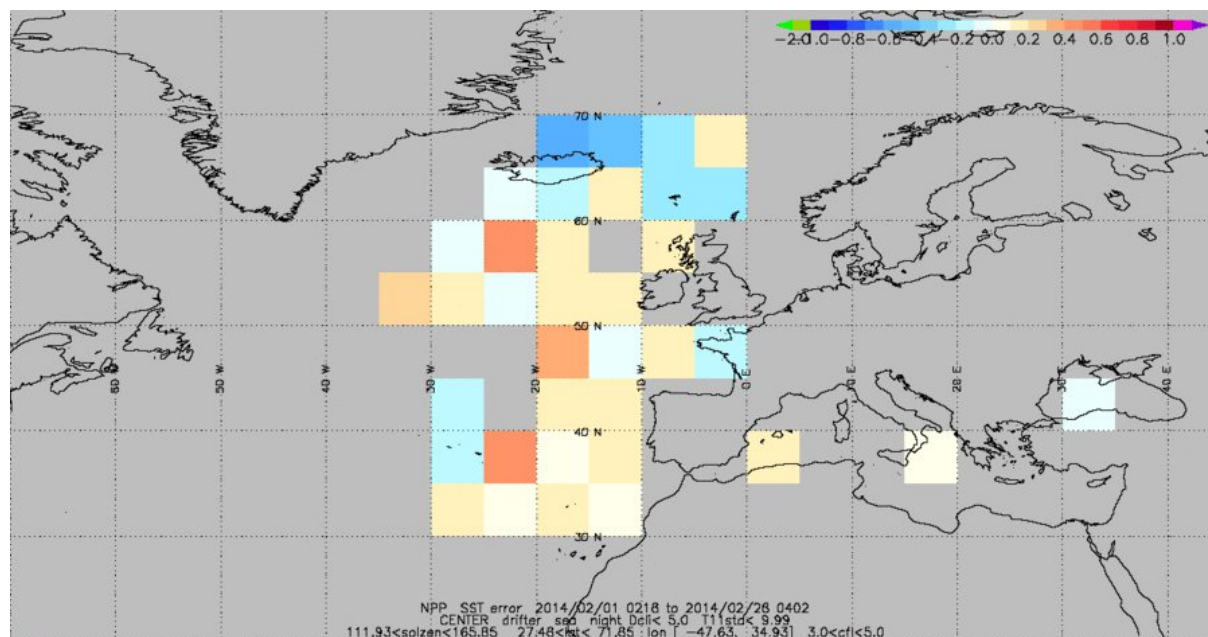 -2.0 -1.0 -0.8 -0.6 -0.4 -0.2 0.0 0.2 0.4 0.6 0.8 1.0
70 N
60 N
50 N
60 50 40 30 20 10 0 E 0 E 20 E 30 E 40 E
40 N
30 N
NPP SST error 2014/02/01 0218 to 2014/02/28 0402
CENTER drifter sea night Dcli< 5.0 T11std< 9.99
111.93<solzen<165.85 27.48<lat< 71.85 lon [ -47.63, 34.93] 3.0<cfl<5.0